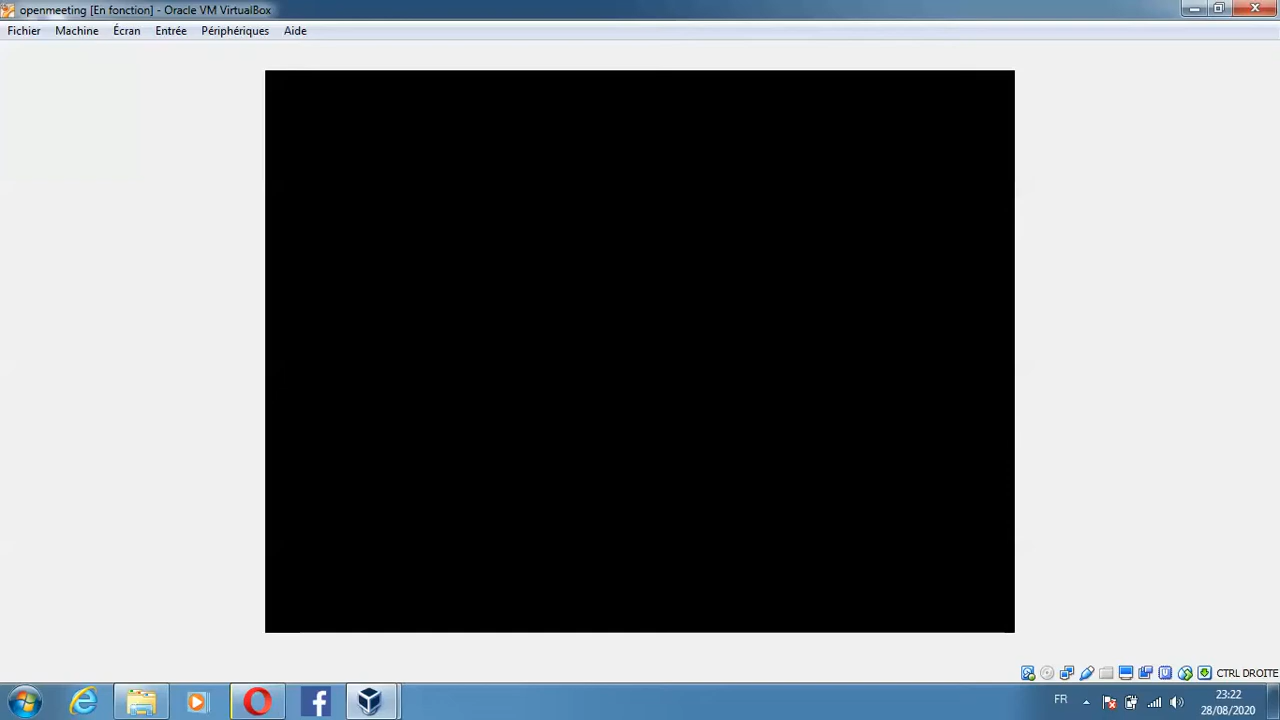 openmeeting [En fonction] - Oracle VM VirtualBox
Fichier Machine Écran Entrée Périphériques Aide
CTRL DROITE
FR
23:22
28/08/2020